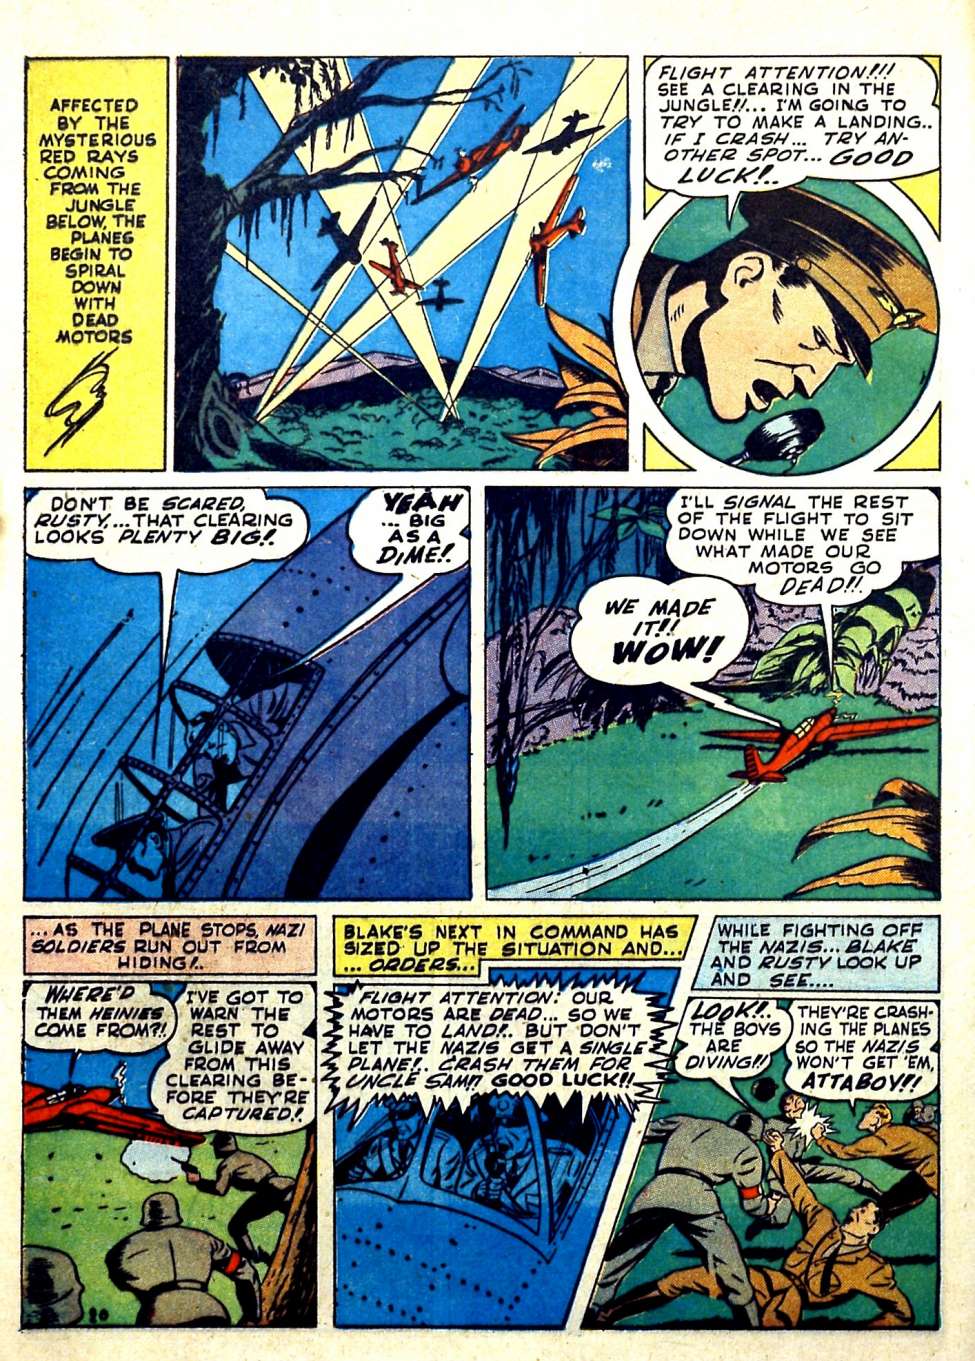 AFFECTED
BY THE
MYSTERIOUS
RED RAYS
COMING
FROM THE
JUNGLE
BELOW, THE
PLANES
BEGIN TO
SPIRAL
DOWN
WITH
DEAD
MOTORS
FLIGHT ATTENTION!!!
SEE A CLEARING IN THE
JUNGLE!!... I'M GOING TO
TRY TO MAKE A LANDING..
IF I CRASH... TRY AN-
OTHER SPOT... GOOD
LUCK!..
DON'T BE SCARED,
RUSTY... THAT CLEARING
LOOKS PLENTY BIG!.
YEAH
... BIG
AS A
DIME!.
I'LL SIGNAL THE REST
OF THE FLIGHT TO SIT
DOWN WHILE WE SEE
WHAT MADE OUR
MOTORS GO
DEAD!!.
WE MADE
IT!!
WOW!
...AS THE PLANE STOPS, NAZI
SOLDIERS RUN OUT FROM
HIDING!..
WHERE'D
THEM HEINIES
COME FROM?!
I'VE GOT TO
WARN THE
REST TO
GLIDE AWAY
FROM THIS
CLEARING BE-
FORE THEY'RE
CAPTURED!.
20
BLAKE'S NEXT IN COMMAND HAS
SIZED UP THE SITUATION AND...
... ORDERS...
FLIGHT ATTENTION: OUR
MOTORS ARE DEAD... SO WE
HAVE TO LAND!.. BUT DON'T
LET THE NAZIS GET A SINGLE
PLANE!.. CRASH THEM FOR
UNCLE SAM!! GOOD LUCK!!.
WHILE FIGHTING OFF
THE NAZIS... BLAKE
AND RUSTY LOOK UP
AND SEE....
LOOK!!.
THE BOYS
ARE
DIVING!!
THEY'RE CRASH-
ING THE PLANES
SO THE NAZIS
WON'T GET 'EM,
ATTABOY!!